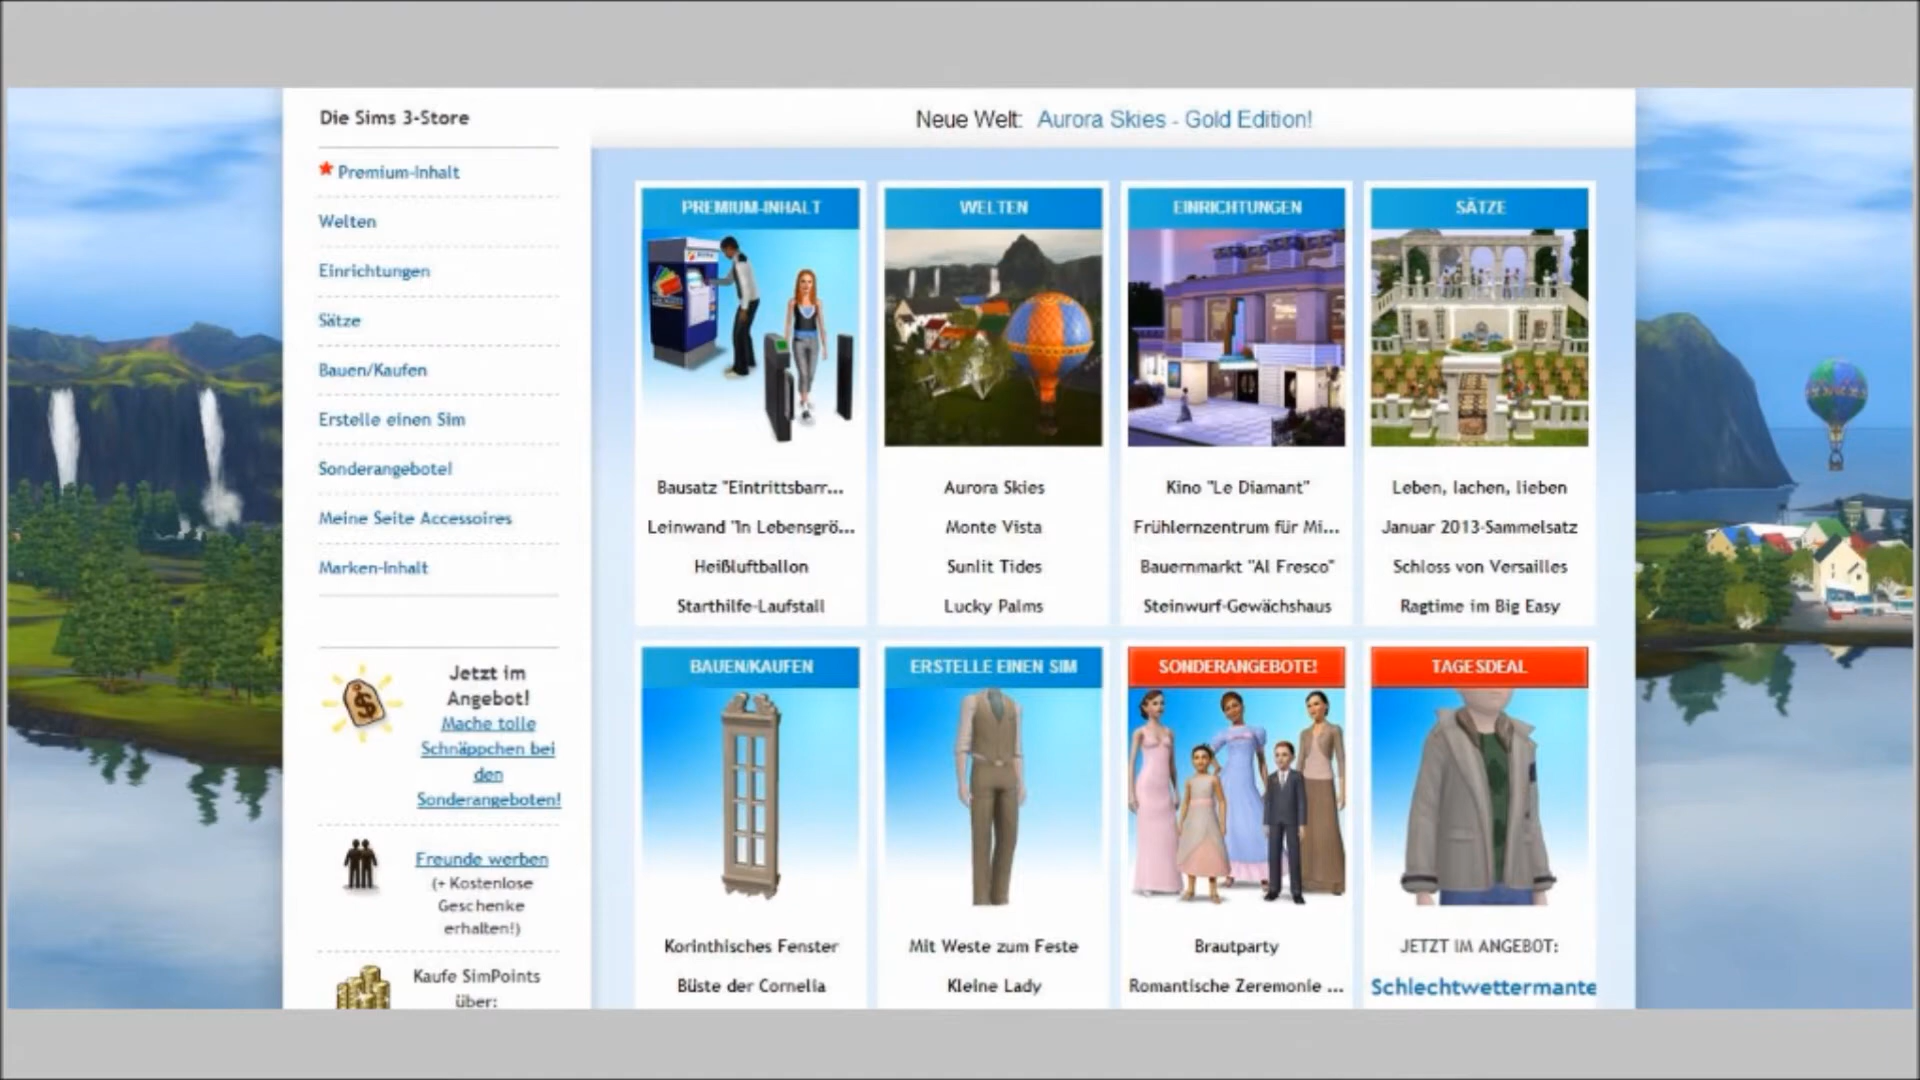 Die Sims 3-Store
Premium-Inhalt
Welten
Einrichtungen
Sätze
Bauen/Kaufen
Erstelle einen Sim
Sonderangebote!
Meine Seite Accessoires
Marken-Inhalt
Jetzt im
Angebot!
Mache tolle
Schnäppchen bei
den
Sonderangeboten!
Freunde werben
(+ Kostenlose
Geschenke
erhalten!)
Kaufe SimPoints
über:
Neue Welt: Aurora Skies - Gold Edition!
PREMIUM-INHALT
Bausatz "Eintrittsbarr...
Leinwand "In Lebensgrö...
Heißluftballon
Starthilfe-Laufstall
WELTEN
Aurora Skies
Monte Vista
Sunlit Tides
Lucky Palms
EINRICHTUNGEN
Kino "Le Diamant"
Frühlernzentrum für Mi...
Bauernmarkt "Al Fresco"
Steinwurf-Gewächshaus
SÄTZE
Leben, lachen, lieben
Januar 2013-Sammelsatz
Schloss von Versailles
Ragtime im Big Easy
BAUEN/KAUFEN
Korinthisches Fenster
Büste der Cornelia
ERSTELLE EINEN SIM
Mit Weste zum Feste
Kleine Lady
SONDERANGEBOTE!
Brautparty
Romantische Zeremonie ...
TAGESDEAL
JETZT IM ANGEBOT:
Schlechtwettermante